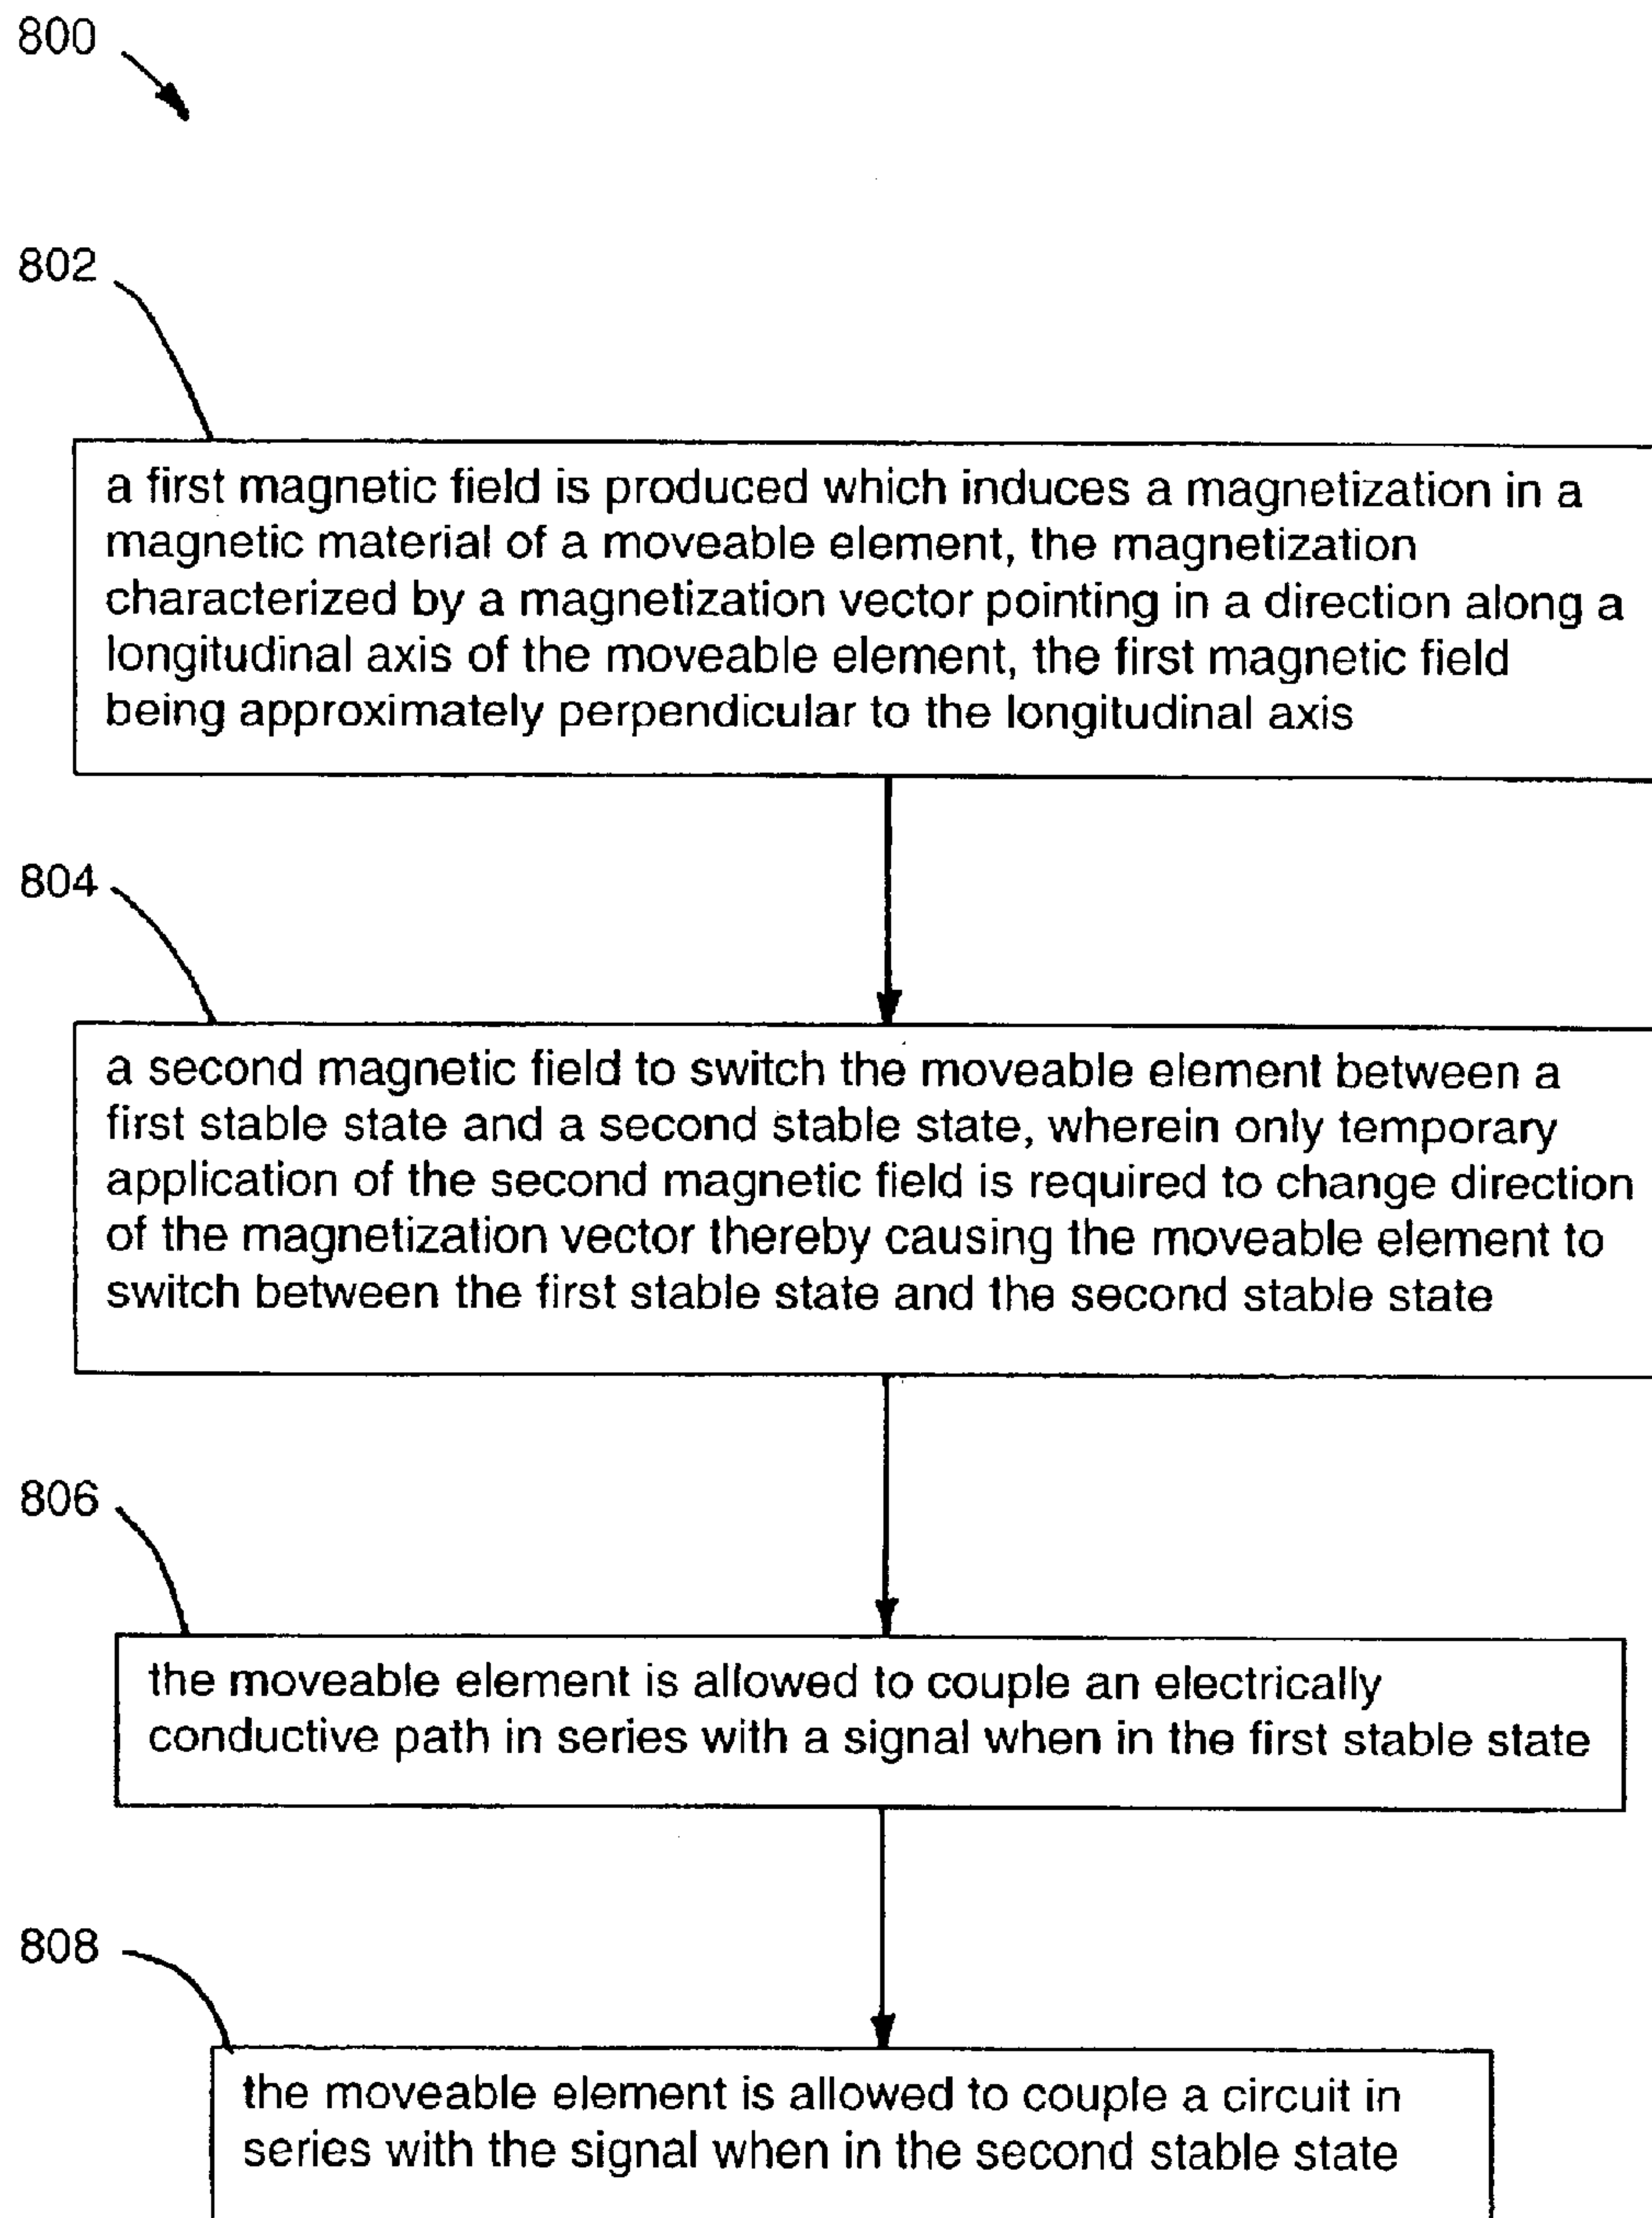 800
802
a first magnetic field is produced which induces a magnetization in a
magnetic material of a moveable element, the magnetization
characterized by a magnetization vector pointing in a direction along a
longitudinal axis of the moveable element, the first magnetic field
being approximately perpendicular to the longitudinal axis
804
a second magnetic field to switch the moveable element between a
first stable state and a second stable state, wherein only temporary
application of the second magnetic field is required to change direction
of the magnetization vector thereby causing the moveable element to
switch between the first stable state and the second stable state
806
the moveable element is allowed to couple an electrically
conductive path in series with a signal when in the first stable state
808
the moveable element is allowed to couple a circuit in
series with the signal when in the second stable state